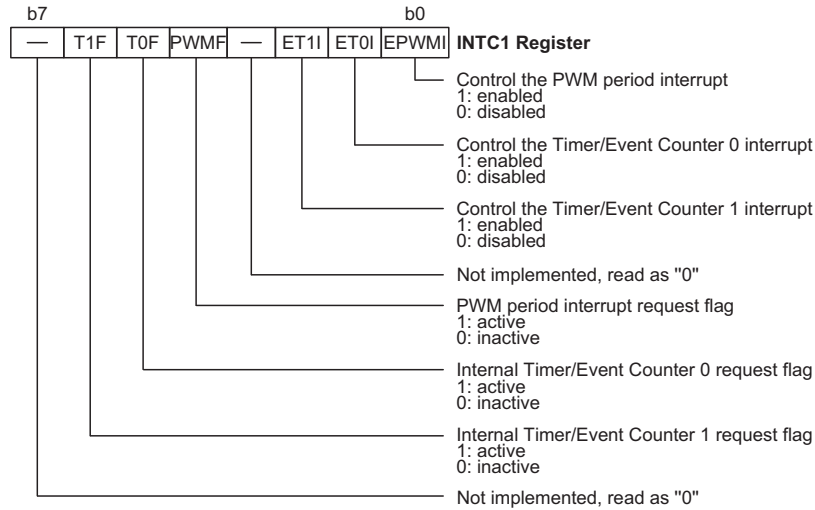 b7 b0
— T1F T0F PWMF — ET1I ET0I EPWMI INTC1 Register
Control the PWM period interrupt
1: enabled
0: disabled
Control the Timer/Event Counter 0 interrupt
1: enabled
0: disabled
Control the Timer/Event Counter 1 interrupt
1: enabled
0: disabled
Not implemented, read as "0"
PWM period interrupt request flag
1: active
0: inactive
Internal Timer/Event Counter 0 request flag
1: active
0: inactive
Internal Timer/Event Counter 1 request flag
1: active
0: inactive
Not implemented, read as "0"